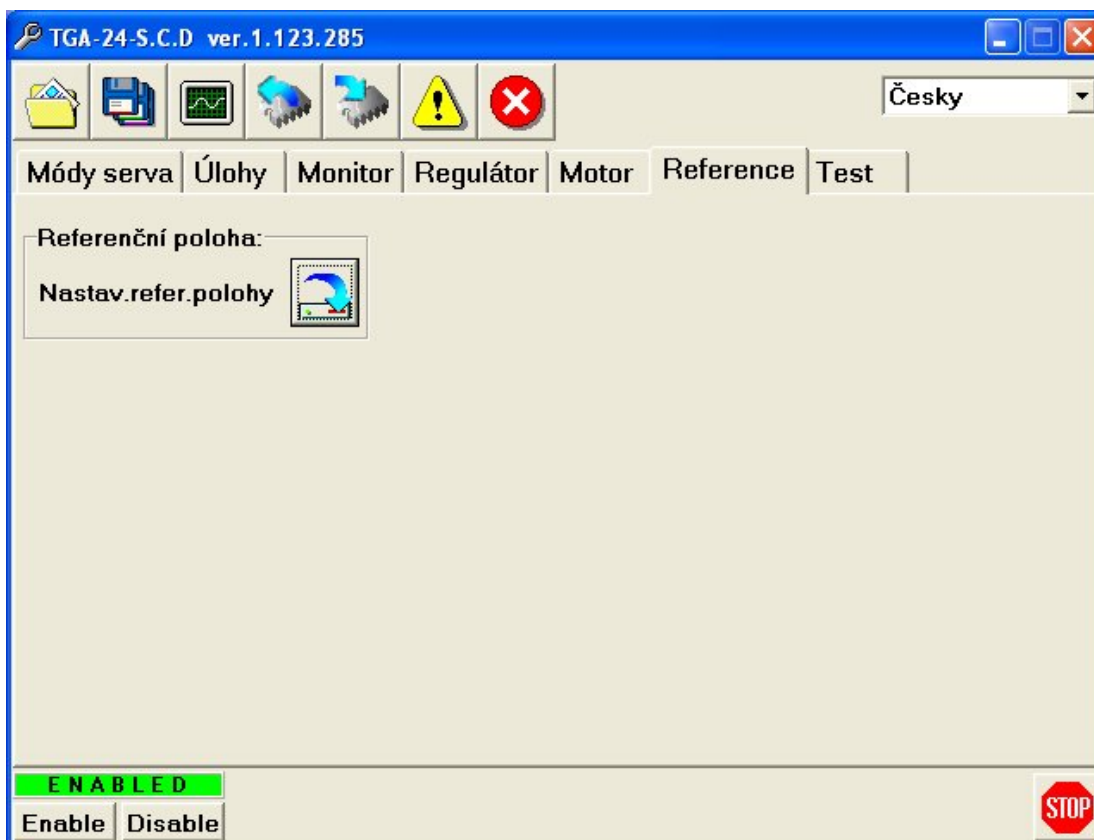 TGA-24-S.C.D ver.1.123.285
Česky
Módy serva Úlohy Monitor Regulátor Motor Reference Test
Referenční poloha:
Nastav.refer.polohy
ENABLED
Enable Disable
STOP